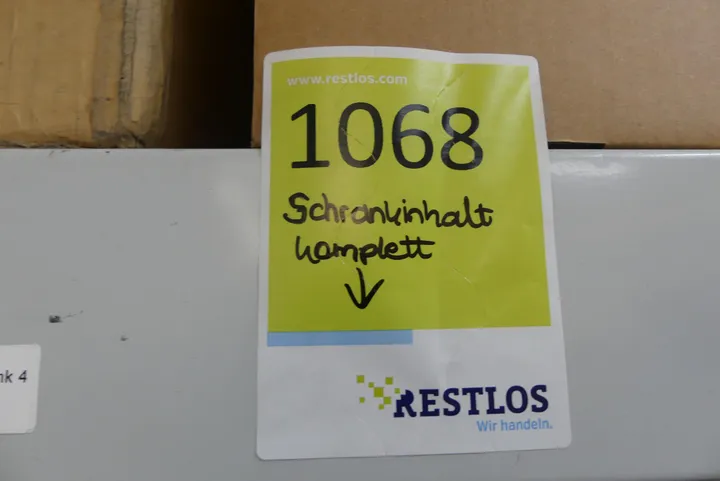 www.restlos.com
1068
Schrankinhalt
komplett
nk 4
RESTLOS
Wir handeln.